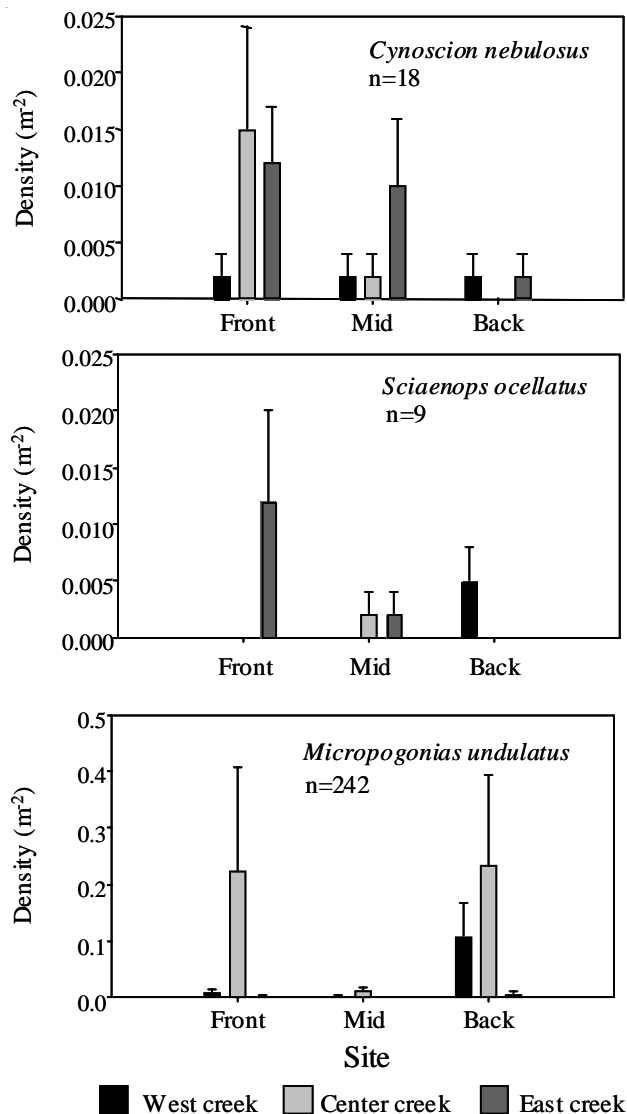 0.025
Cynoscion nebulosus
0.020
n=18
0.015
0.010
0.005
0.000
Density (m-2)
Front Mid Back
0.025
Sciaenops ocellatus
0.020
n=9
0.015
0.010
0.005
0.000
Density (m-2)
Front Mid Back
0.5
Micropogonias undulatus
0.4
n=242
0.3
0.2
0.1
0.0
Density (m-2)
Front Mid Back
Site
West creek Center creek East creek